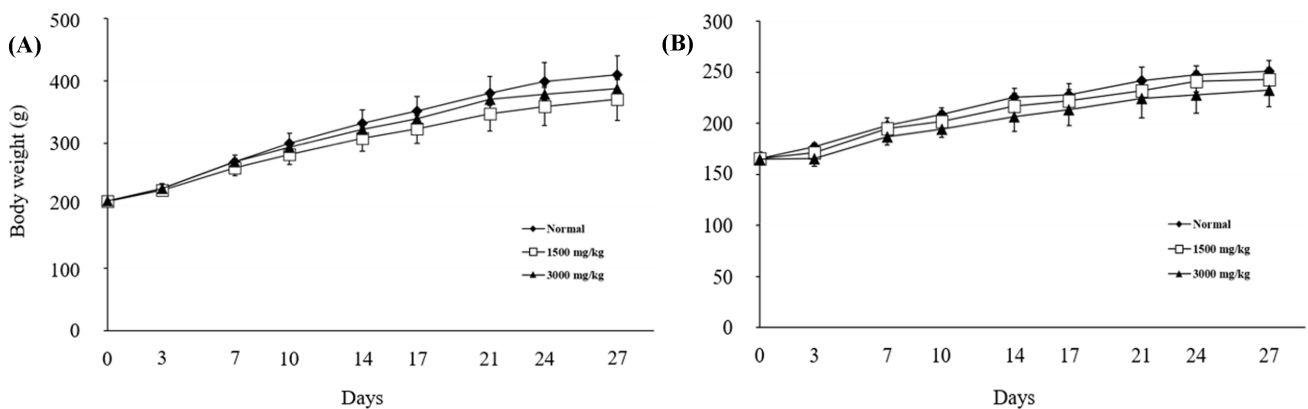 (A)
Body weight (g)
500
400
300
200
100
0
Normal
1500 mg/kg
3000 mg/kg
0 3 7 10 14 17 21 24 27
Days
(B)
300
250
200
150
100
50
0
Normal
1500 mg/kg
3000 mg/kg
0 3 7 10 14 17 21 24 27
Days